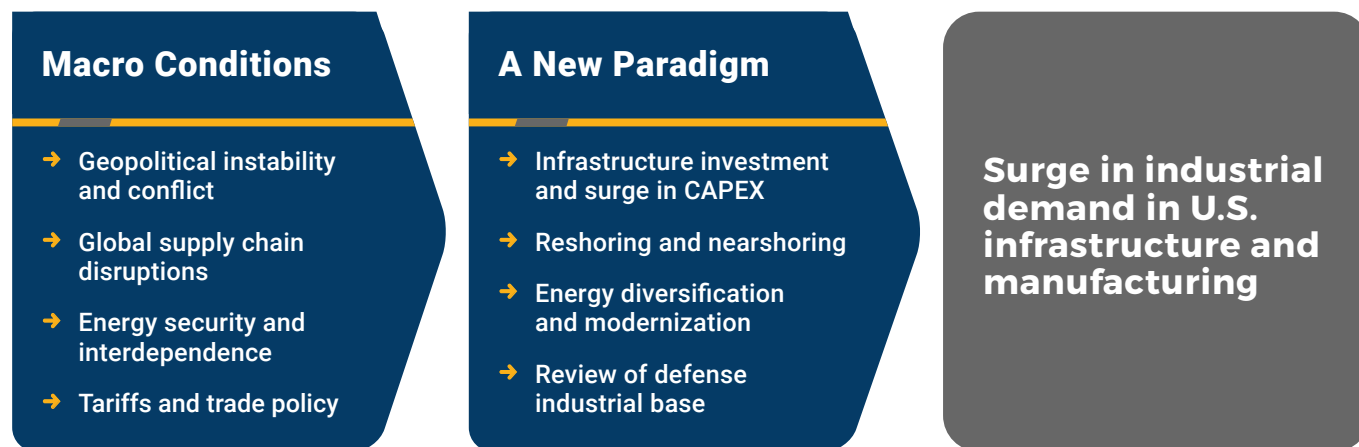 Macro Conditions
→ Geopolitical instability
and conflict
→ Global supply chain
disruptions
→ Energy security and
interdependence
→ Tariffs and trade policy
A New Paradigm
→ Infrastructure investment
and surge in CAPEX
→ Reshoring and nearshoring
→ Energy diversification
and modernization
→ Review of defense
industrial base
Surge in industrial
demand in U.S.
infrastructure and
manufacturing